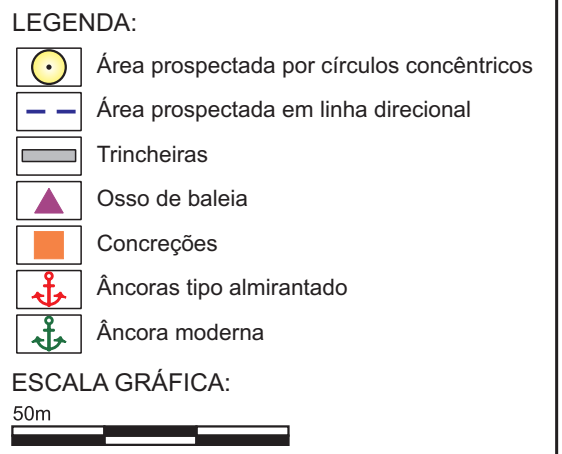 LEGENDA:
Área prospectada por círculos concêntricos
Área prospectada em linha direcional
Trincheiras
Osso de baleia
Concreções
Âncoras tipo almirantado
Âncora moderna
ESCALA GRÁFICA:
50m